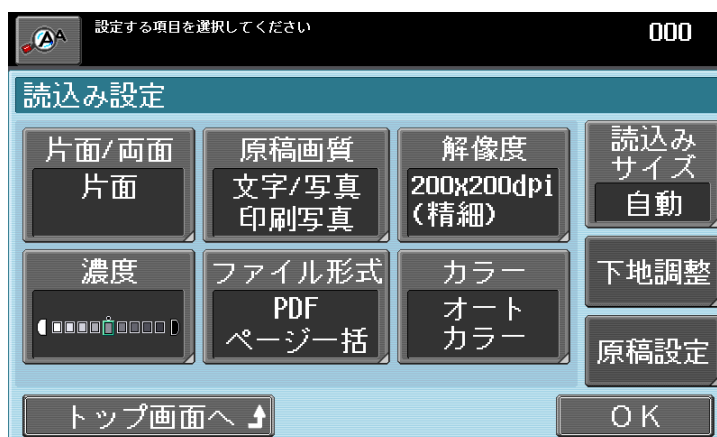 設定する項目を選択してください
000
読込み設定
片面/両面
片面
原稿画質
文字/写真
印刷写真
解像度
200x200dpi
(精細)
読込み
サイズ
自動
濃度
ファイル形式
PDF
ページ一括
カラー
オート
カラー
下地調整
原稿設定
トップ画面へ
OK